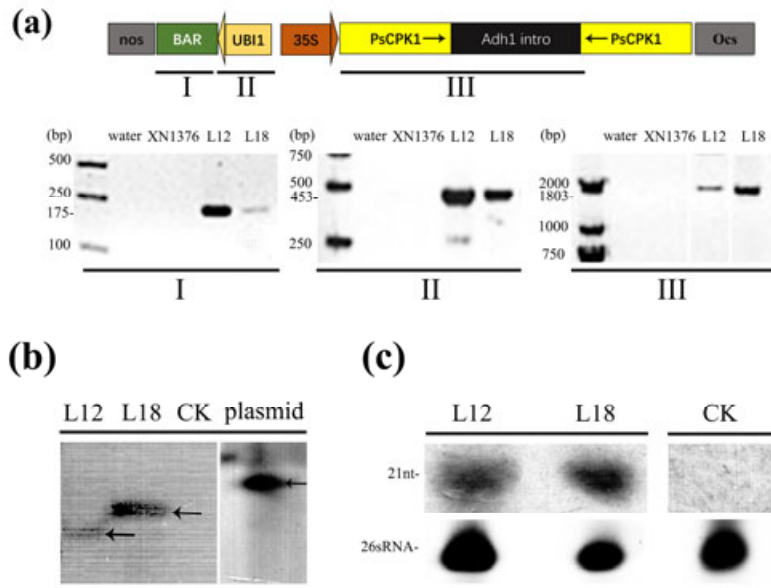 (a)
nos BAR UBI1 35S PsCPK1 Adh1 intro PsCPK1 Ocs
I II III
(bp) water XN1376 L12 L18 (bp) water XN1376 L12 L18 (bp) water XN1376 L12 L18
500
250
175-
100
750
500
453-
250
2000
1803-
1000
750
I II III
(b)
L12 L18 CK plasmid
(c)
L12 L18 CK
21nt-
26sRNA-